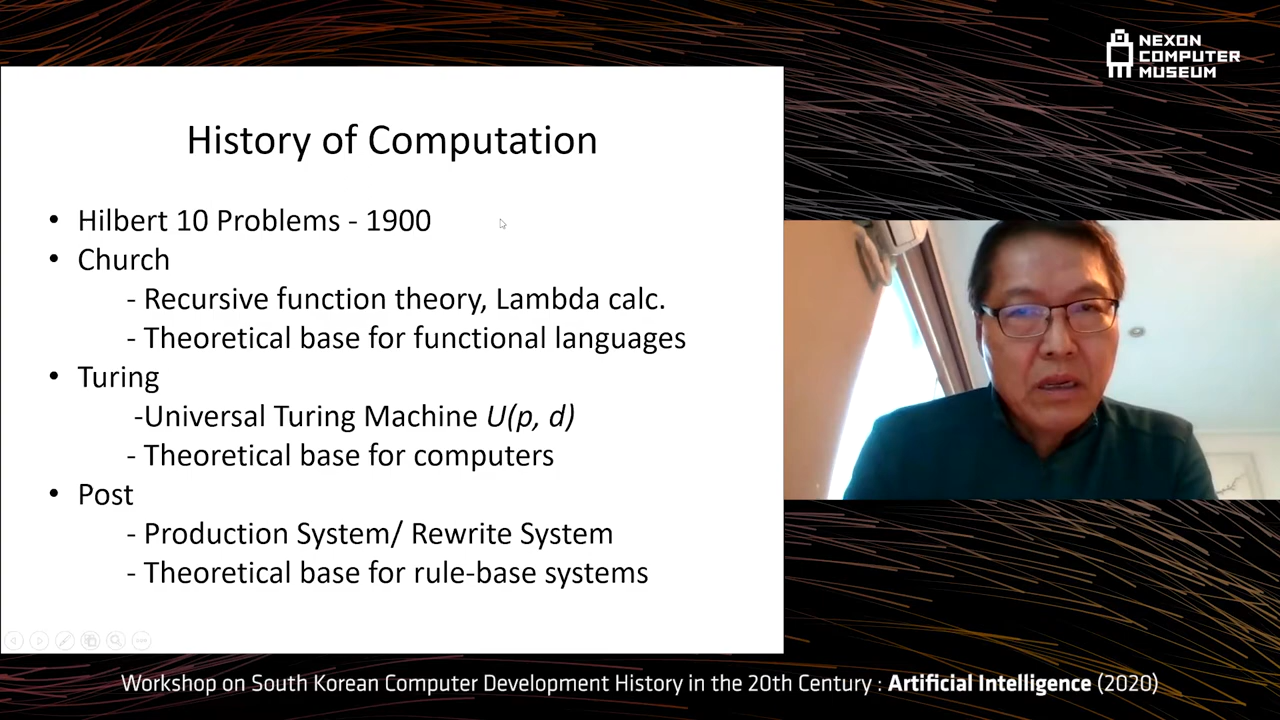 NEXON
COMPUTER
MUSEUM
History of Computation
• Hilbert 10 Problems - 1900
• Church
- Recursive function theory, Lambda calc.
- Theoretical base for functional languages
• Turing
-Universal Turing Machine U(p, d)
- Theoretical base for computers
• Post
- Production System/ Rewrite System
- Theoretical base for rule-base systems
Workshop on South Korean Computer Development History in the 20th Century : Artificial Intelligence (2020)